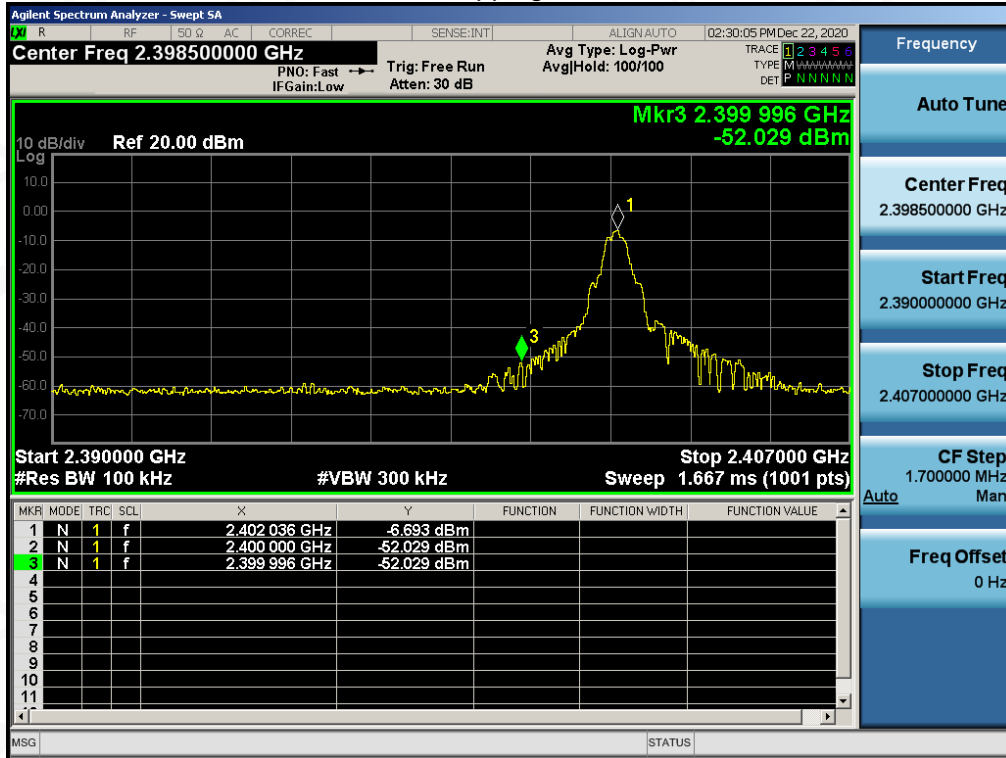 Agilent Spectrum Analyzer - Swept SA
LXI R RF 50 Ω AC CORREC SENSE:INT ALIGN AUTO 02:30:05 PM Dec 22, 2020
Center Freq 2.398500000 GHz
PNO: Fast
IFGain:Low
Trig: Free Run
Atten: 30 dB
Avg Type: Log-Pwr
Avg|Hold: 100/100
TRACE 1 2 3 4 5 6
TYPE M
DET P N N N N N
Mkr3 2.399 996 GHz
-52.029 dBm
10 dB/div Ref 20.00 dBm
Log
10.0
0.00
-10.0
-20.0
-30.0
-40.0
-50.0
-60.0
-70.0
1
3
Start 2.390000 GHz Stop 2.407000 GHz
#Res BW 100 kHz #VBW 300 kHz Sweep 1.667 ms (1001 pts)
MKR MODE TRC SCL X Y FUNCTION FUNCTION WIDTH FUNCTION VALUE
1 N 1 f 2.402 036 GHz -6.693 dBm
2 N 1 f 2.400 000 GHz -52.029 dBm
3 N 1 f 2.399 996 GHz -52.029 dBm
4
5
6
7
8
9
10
11
MSG STATUS
Frequency
Auto Tune
Center Freq
2.398500000 GHz
Start Freq
2.390000000 GHz
Stop Freq
2.407000000 GHz
CF Step
1.700000 MHz
Auto Man
Freq Offset
0 Hz